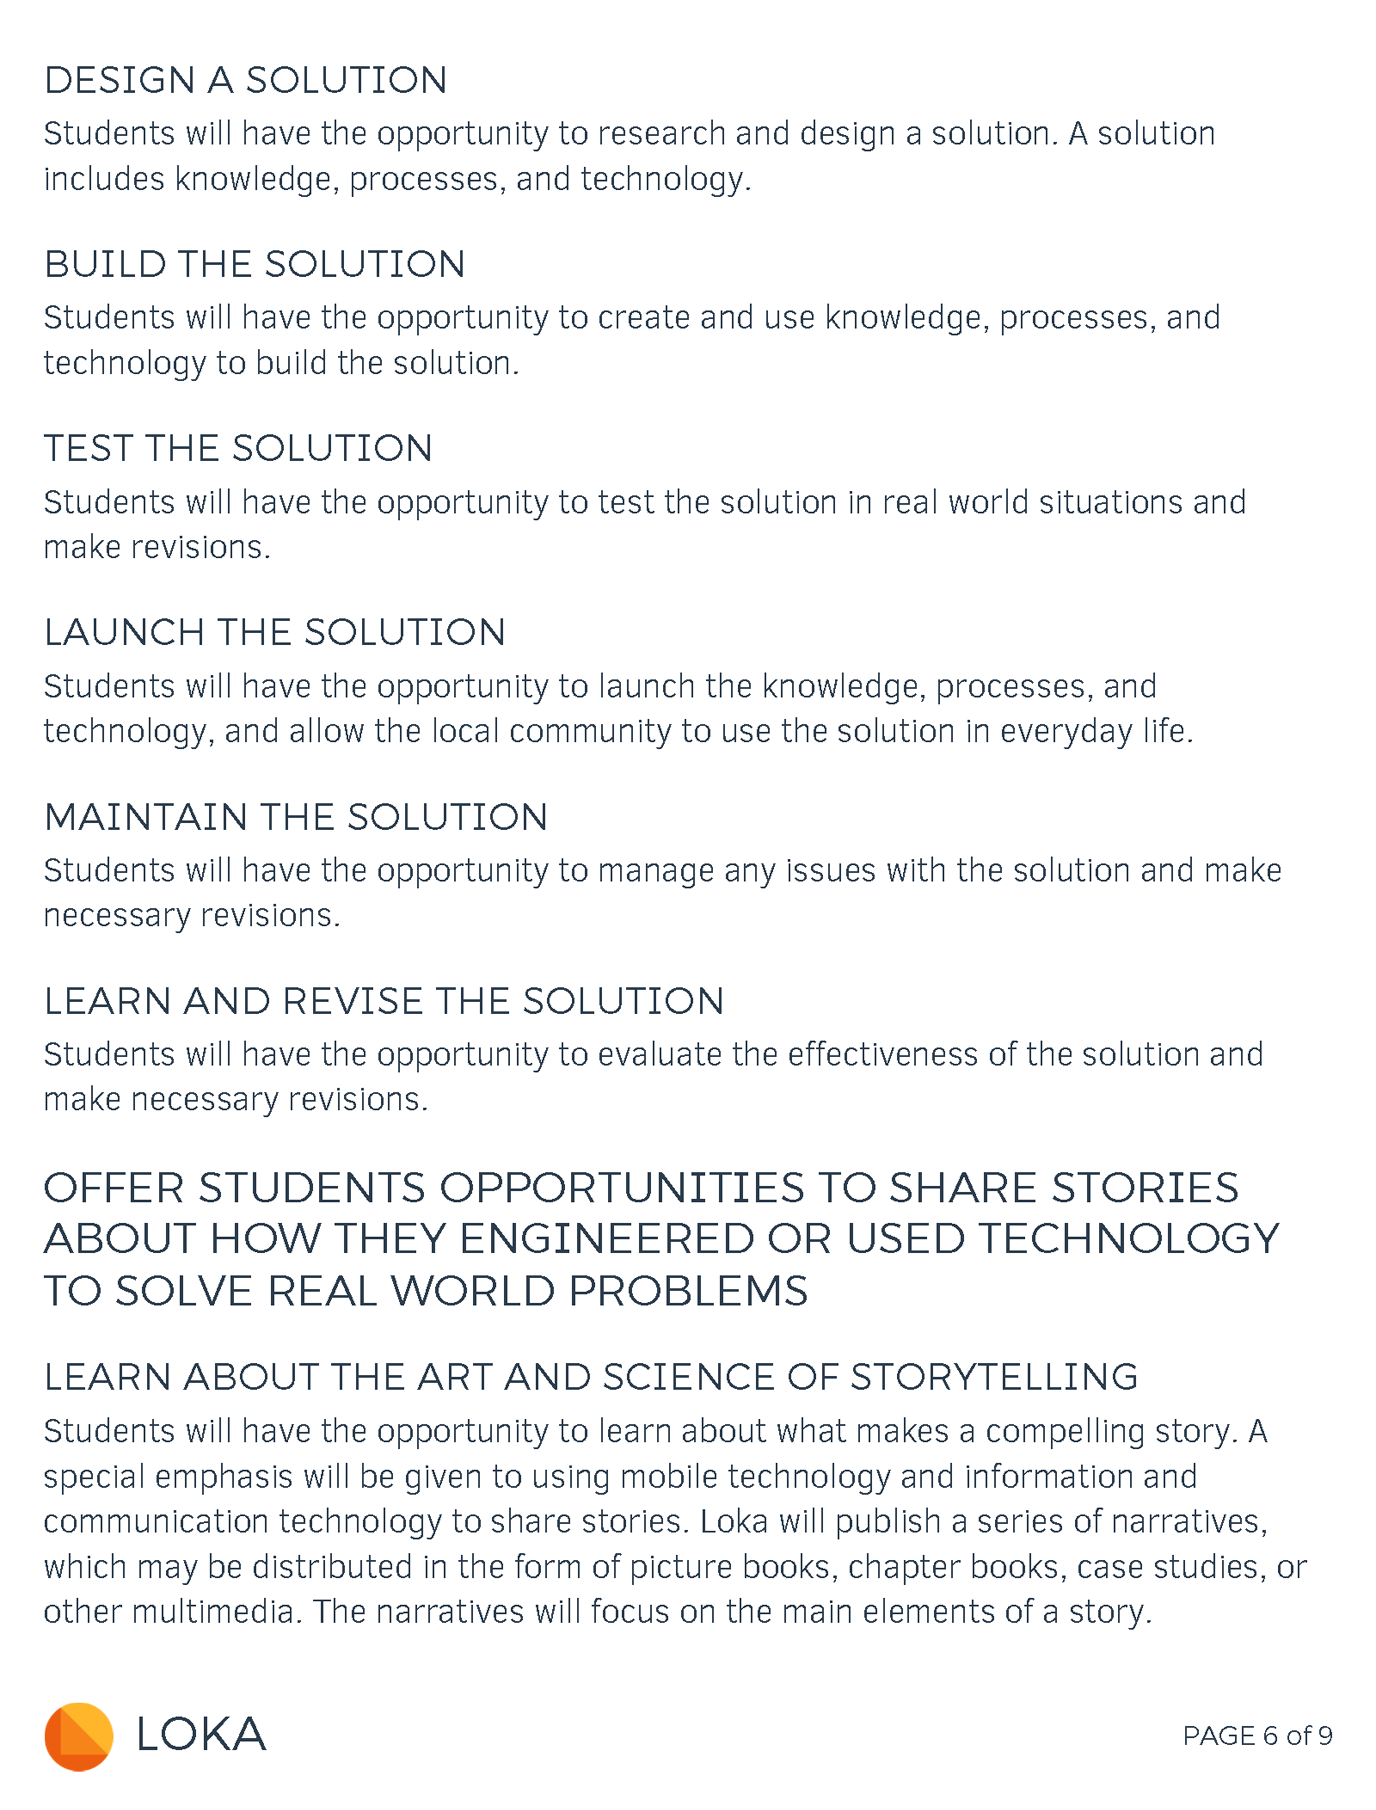 DESIGN A SOLUTION
Students will have the opportunity to research and design a solution. A solution
includes knowledge, processes, and technology.
BUILD THE SOLUTION
Students will have the opportunity to create and use knowledge, processes, and
technology to build the solution.
TEST THE SOLUTION
Students will have the opportunity to test the solution in real world situations and
make revisions.
LAUNCH THE SOLUTION
Students will have the opportunity to launch the knowledge, processes, and
technology, and allow the local community to use the solution in everyday life.
MAINTAIN THE SOLUTION
Students will have the opportunity to manage any issues with the solution and make
necessary revisions.
LEARN AND REVISE THE SOLUTION
Students will have the opportunity to evaluate the effectiveness of the solution and
make necessary revisions.
OFFER STUDENTS OPPORTUNITIES TO SHARE STORIES
ABOUT HOW THEY ENGINEERED OR USED TECHNOLOGY
TO SOLVE REAL WORLD PROBLEMS
LEARN ABOUT THE ART AND SCIENCE OF STORYTELLING
Students will have the opportunity to learn about what makes a compelling story. A
special emphasis will be given to using mobile technology and information and
communication technology to share stories. Loka will publish a series of narratives,
which may be distributed in the form of picture books, chapter books, case studies, or
other multimedia. The narratives will focus on the main elements of a story.
LOKA
PAGE 6 of 9